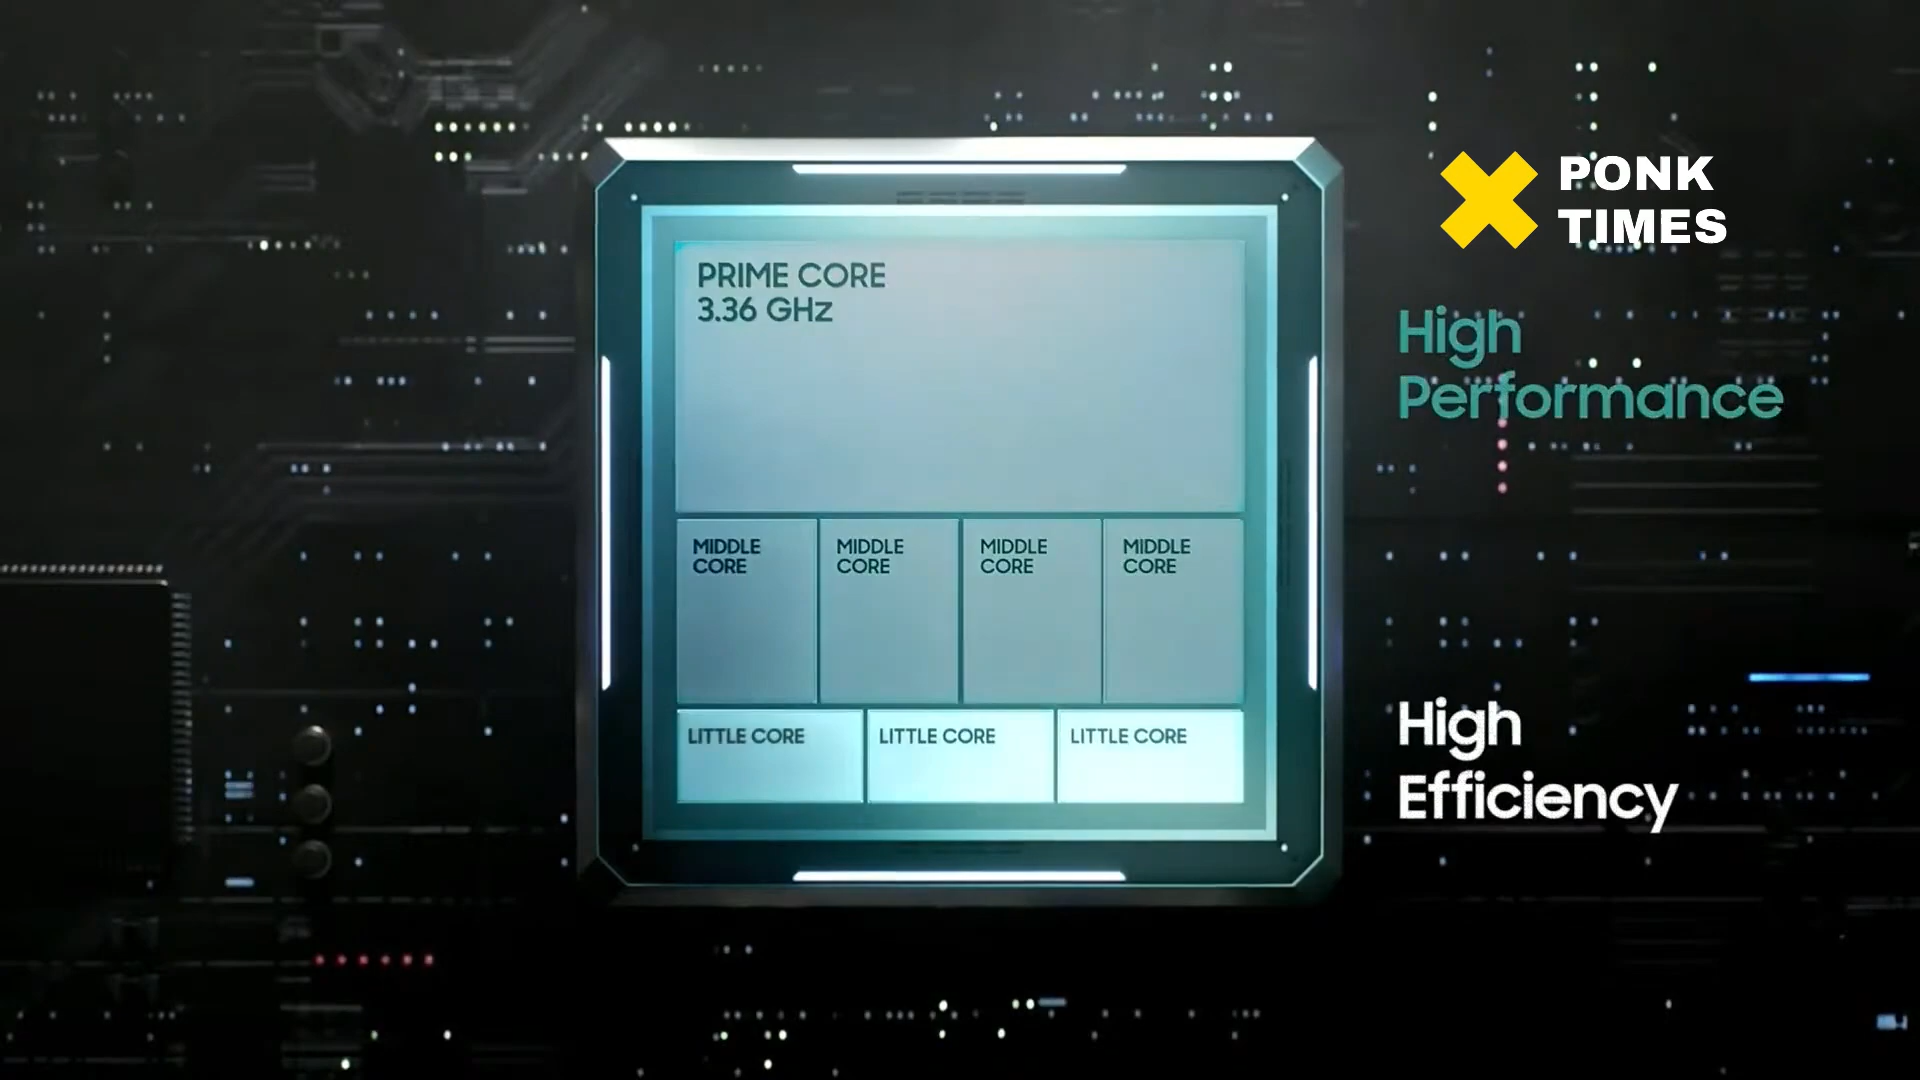 PONK
TIMES
PRIME CORE
3.36 GHz
High
Performance
MIDDLE
CORE
MIDDLE
CORE
MIDDLE
CORE
MIDDLE
CORE
LITTLE CORE
LITTLE CORE
LITTLE CORE
High
Efficiency